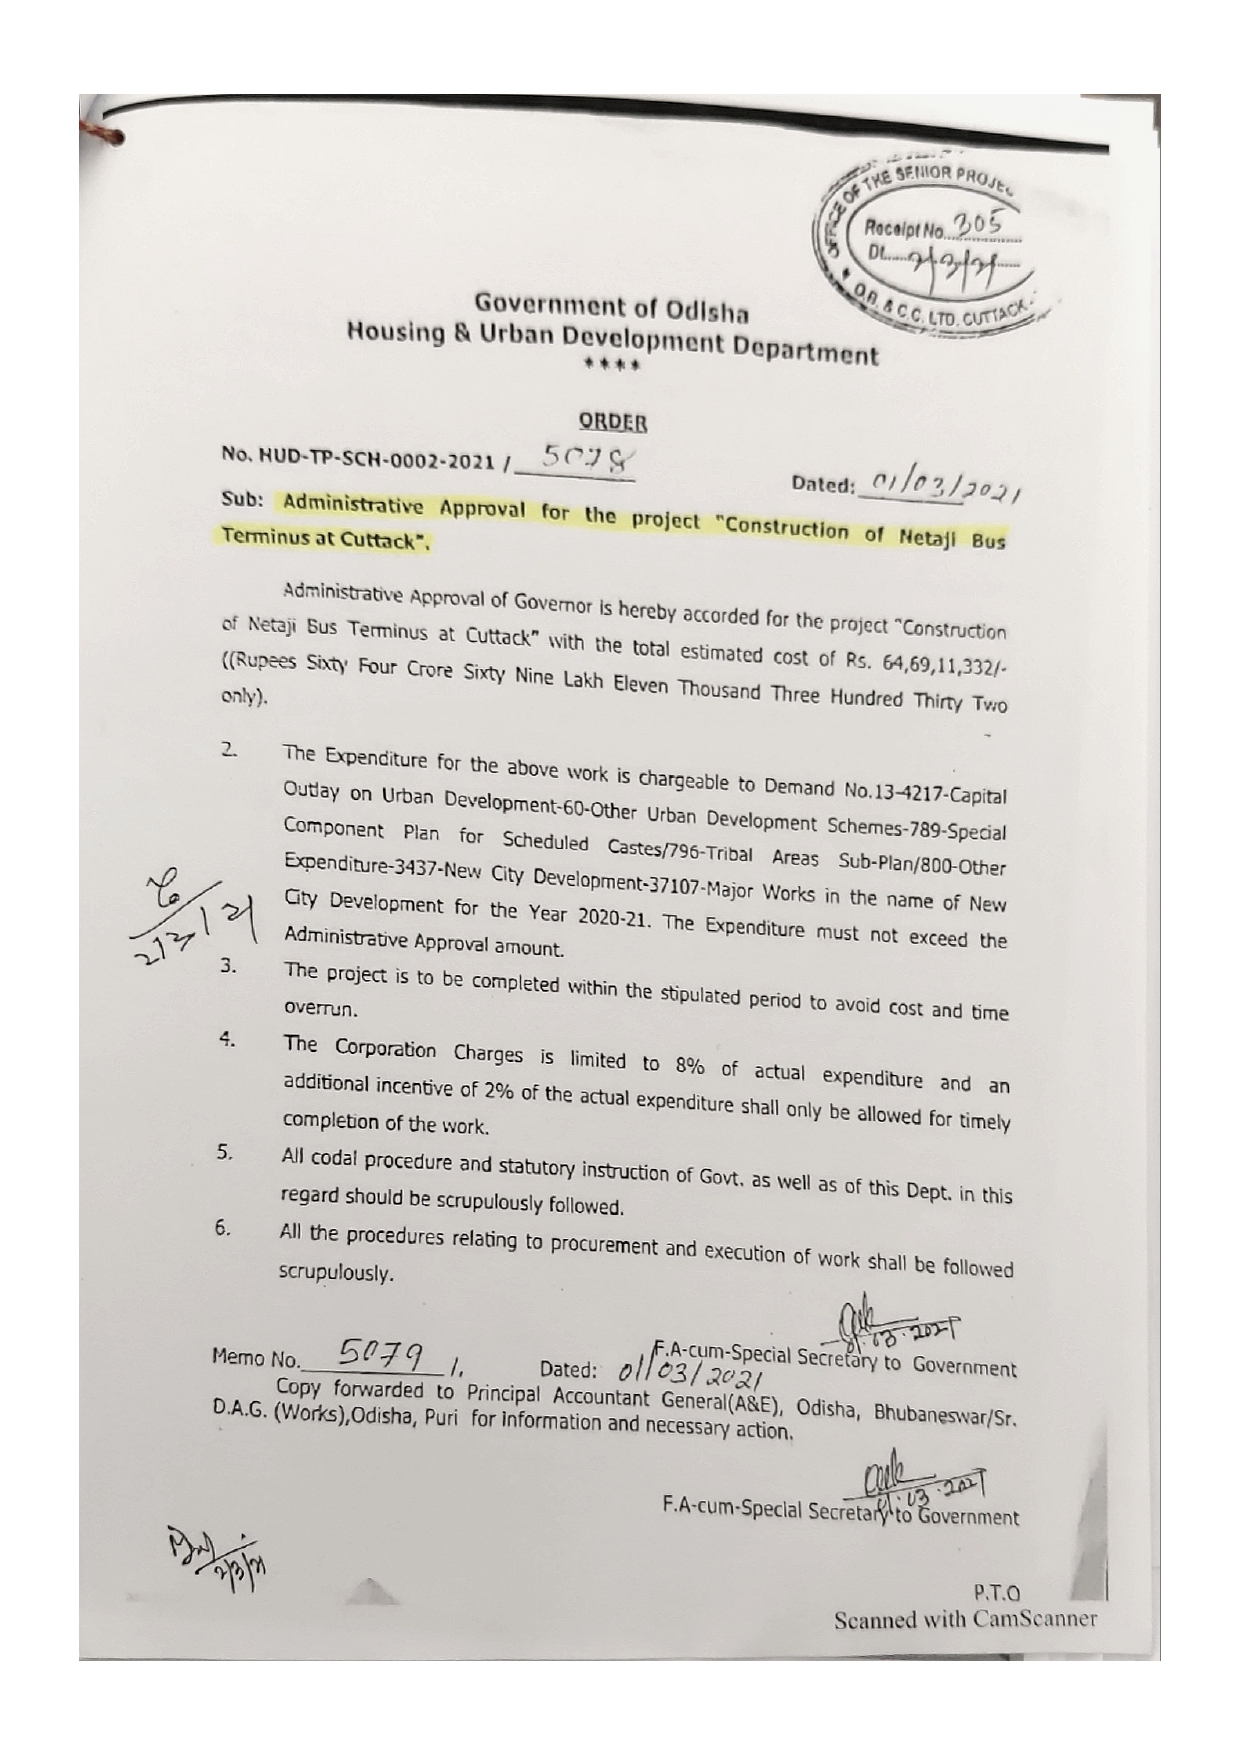 OFFICE OF THE SENIOR PROJEC
Receipt No. 305
Dt. 2/3/21
O.B. & C.C. LTD. CUTTACK
Government of Odisha
Housing & Urban Development Department
****
ORDER
No. HUD-TP-SCH-0002-2021 / 5078
Dated: 01/03/2021
Sub: Administrative Approval for the project "Construction of Netaji Bus
Terminus at Cuttack".
Administrative Approval of Governor is hereby accorded for the project "Construction
of Netaji Bus Terminus at Cuttack" with the total estimated cost of Rs. 64,69,11,332/-
((Rupees Sixty Four Crore Sixty Nine Lakh Eleven Thousand Three Hundred Thirty Two
only).
2. The Expenditure for the above work is chargeable to Demand No.13-4217-Capital
Outlay on Urban Development-60-Other Urban Development Schemes-789-Special
Component Plan for Scheduled Castes/796-Tribal Areas Sub-Plan/800-Other
Expenditure-3437-New City Development-37107-Major Works in the name of New
City Development for the Year 2020-21. The Expenditure must not exceed the
Administrative Approval amount.
2/3/21
3. The project is to be completed within the stipulated period to avoid cost and time
overrun.
4. The Corporation Charges is limited to 8% of actual expenditure and an
additional incentive of 2% of the actual expenditure shall only be allowed for timely
completion of the work.
5. All codal procedure and statutory instruction of Govt. as well as of this Dept. in this
regard should be scrupulously followed.
6. All the procedures relating to procurement and execution of work shall be followed
scrupulously.
01.03.2021
F.A-cum-Special Secretary to Government
Memo No. 5079 /. Dated: 01/03/2021
Copy forwarded to Principal Accountant General(A&E), Odisha, Bhubaneswar/Sr.
D.A.G. (Works),Odisha, Puri for information and necessary action.
01.03.2021
F.A-cum-Special Secretary to Government
2/3/21
P.T.O
Scanned with CamScanner